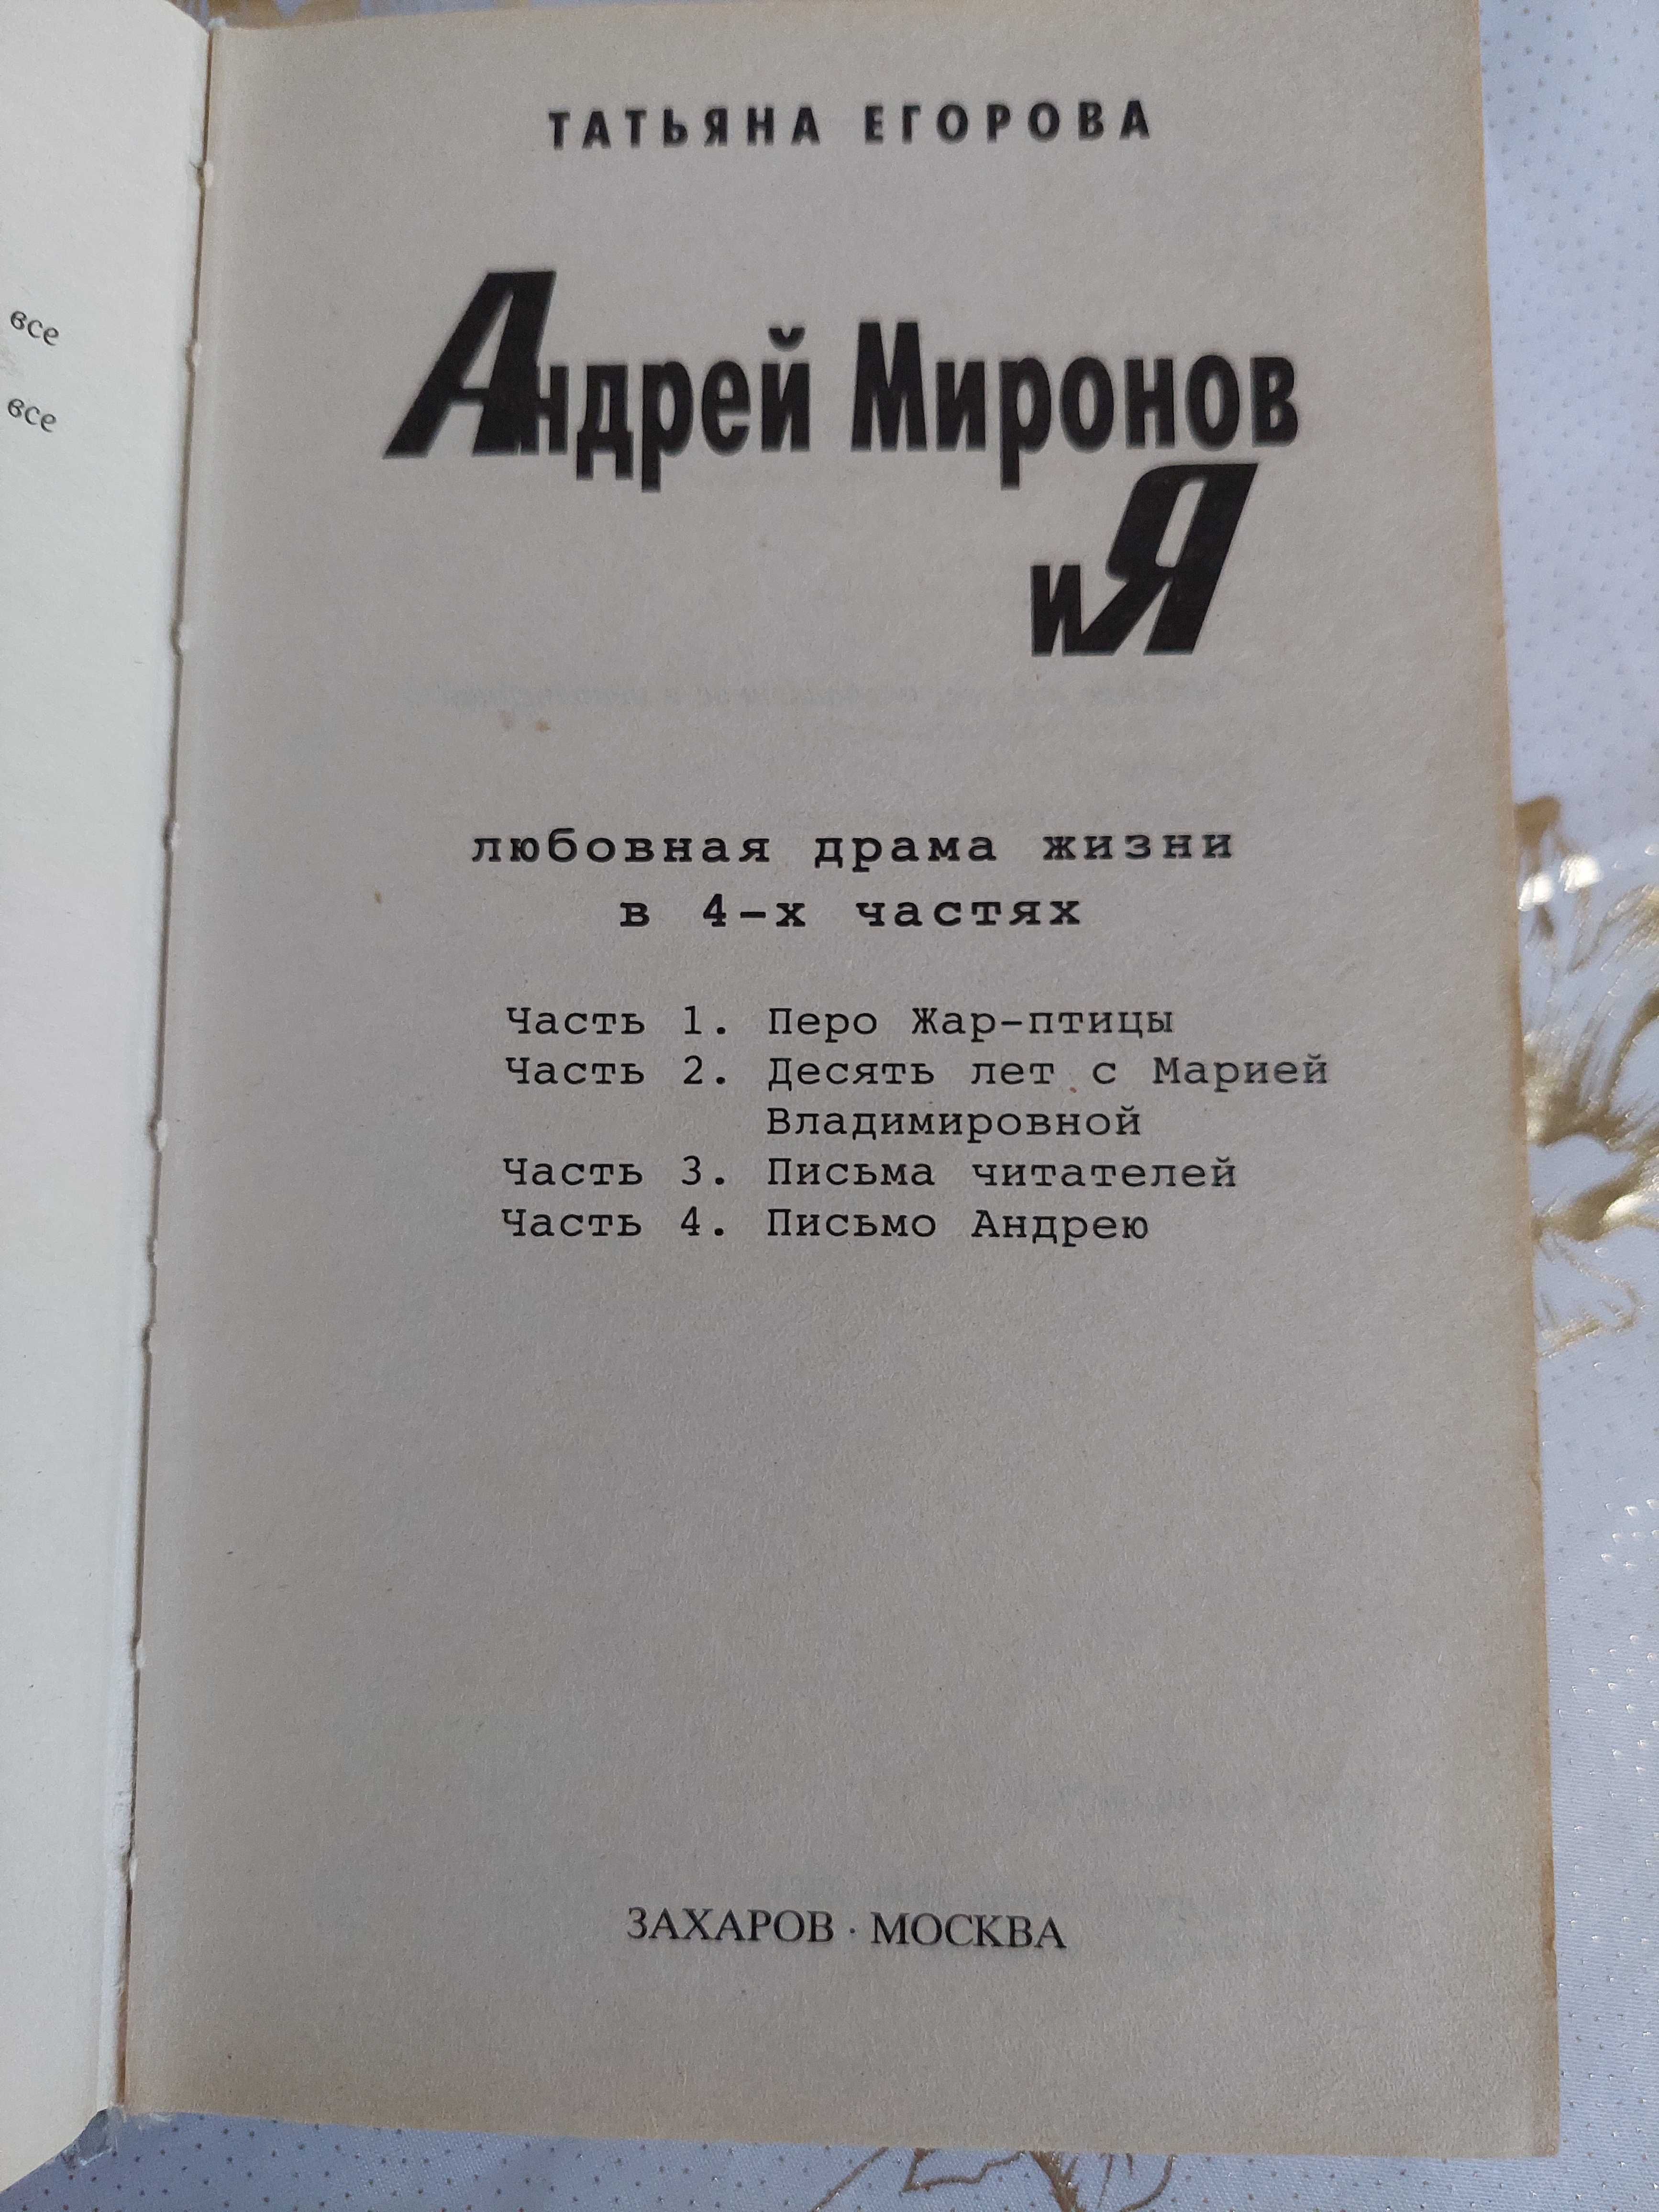 все
все
ТАТЬЯНА ЕГОРОВА
Андрей Миронов
и Я
любовная драма жизни
в 4-х частях
Часть 1. Перо Жар-птицы
Часть 2. Десять лет с Марией
Владимировной
Часть 3. Письма читателей
Часть 4. Письмо Андрею
ЗАХАРОВ · МОСКВА